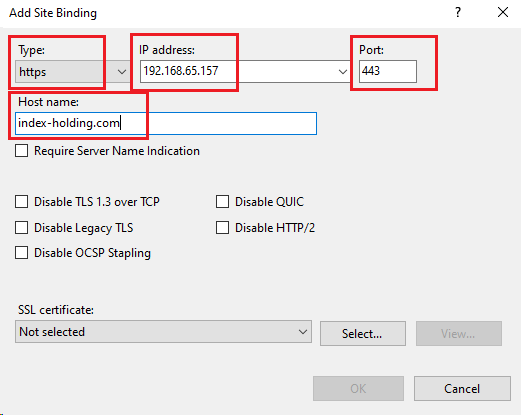 Add Site Binding ? ×
Type: IP address: Port:
https 192.168.65.157 443
Host name:
index-holding.com
Require Server Name Indication
Disable TLS 1.3 over TCP Disable QUIC
Disable Legacy TLS Disable HTTP/2
Disable OCSP Stapling
SSL certificate:
Not selected Select... View...
OK Cancel